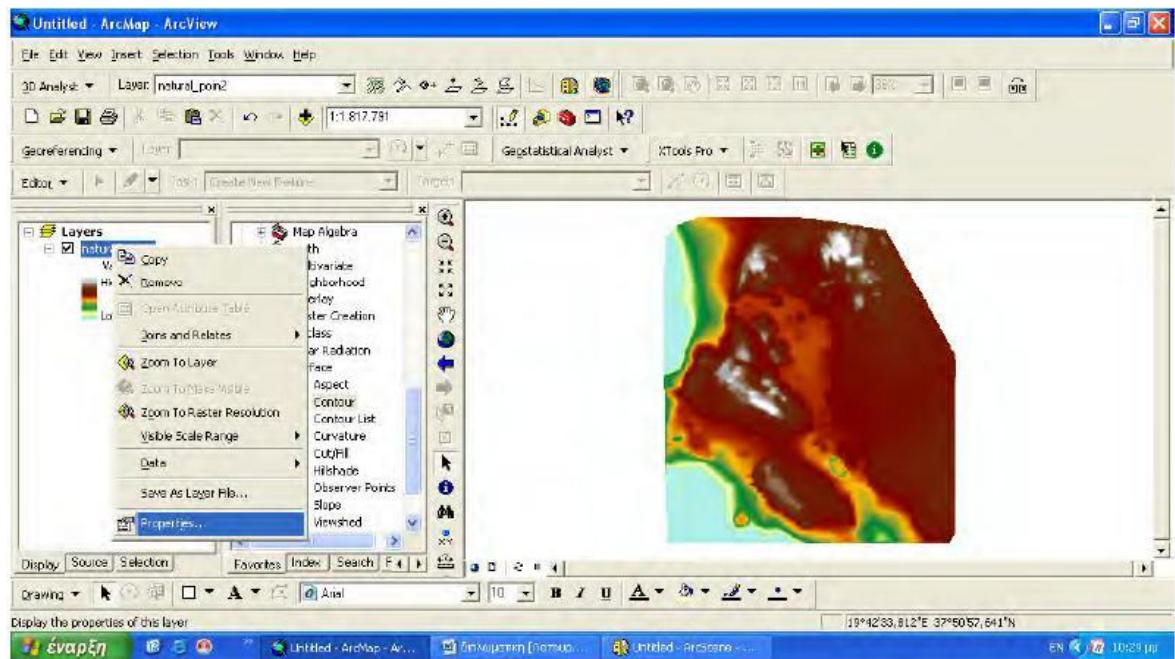 Untitled - ArcMap - ArcView
File Edit View Insert Selection Tools Window Help
3D Analyst Layer: natural_poin2
1:1.817.791
Georeferencing Layer: Geostatistical Analyst XTools Pro
Editor Task: Create New Feature Target:
Layers
Copy
Remove
Open Attribute Table
Joins and Relates
Zoom To Layer
Zoom To Make Visible
Zoom To Raster Resolution
Visible Scale Range
Data
Save As Layer File...
Properties...
Map Algebra
Aspect
Contour
Contour List
Curvature
Cut/Fill
Hillshade
Observer Points
Slope
Viewshed
Display Source Selection
Favorites Index Search
Drawing A Arial 10 B I U A
Display the properties of this layer
19°42'33,812"E 37°50'57,641"N
έναρξη Untitled - ArcMap - Ar... Untitled - ArcScene - ... EN 10:29 μμ